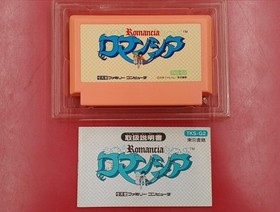 Romancia
ロマンシア
TM
ファミリー コンピュータ
取扱説明書
TKS-G3
東京書籍
Romancia
ロマンシア
TM
ファミリー コンピュータ